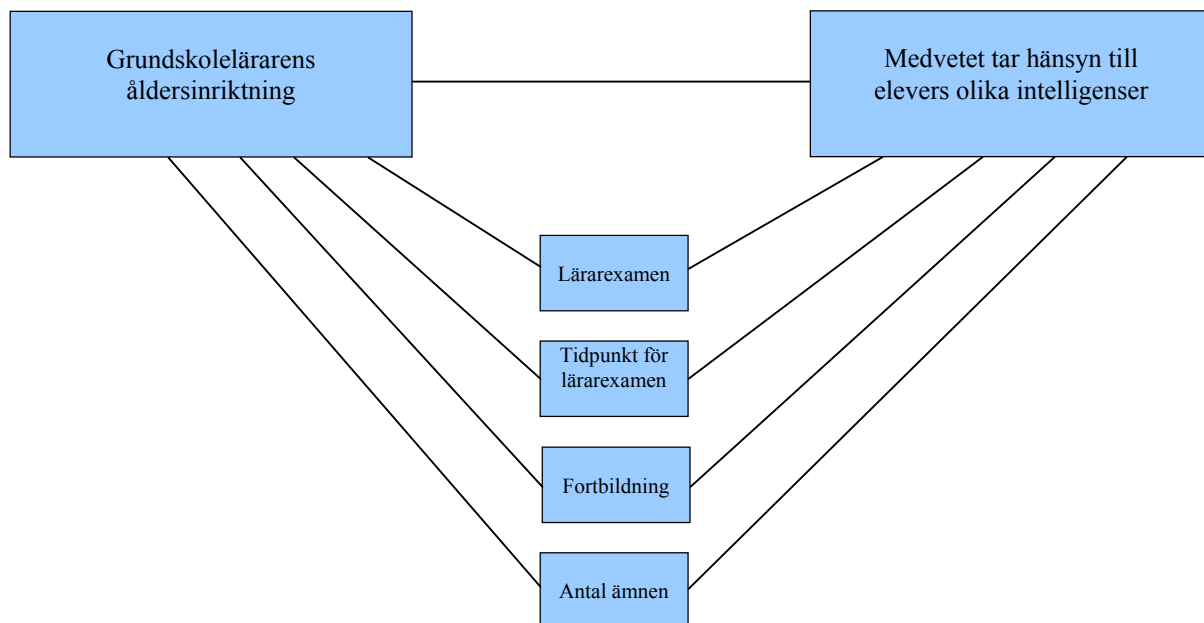 Grundskolelärarens
åldersinriktning
Medvetet tar hänsyn till
elevers olika intelligenser
Lärarexamen
Tidpunkt för
lärarexamen
Fortbildning
Antal ämnen